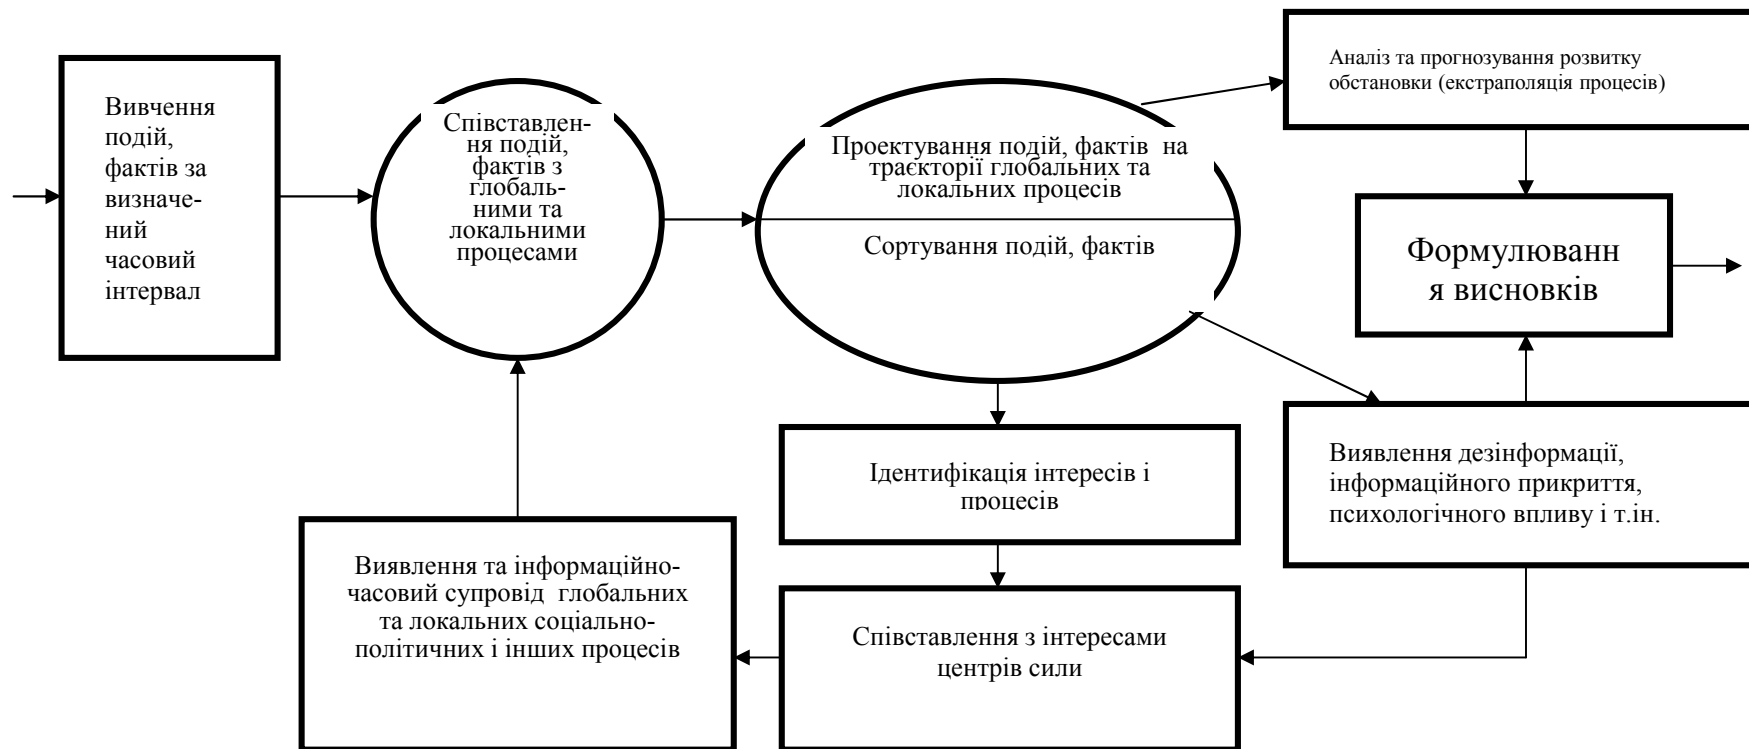 Вивчення
подій,
фактів за
визначе-
ний
часовий
інтервал
Співставлен-
ня подій,
фактів з
глобаль-
ними та
локальними
процесами
Проектування подій, фактів на
траєкторії глобальних та
локальних процесів
Сортування подій, фактів
Аналіз та прогнозування розвитку
обстановки (екстраполяція процесів)
Формулюванн
я висновків
Виявлення дезінформації,
інформаційного прикриття,
психологічного впливу і т.ін.
Ідентифікація інтересів і
процесів
Співставлення з інтересами
центрів сили
Виявлення та інформаційно-
часовий супровід глобальних
та локальних соціально-
політичних і інших процесів